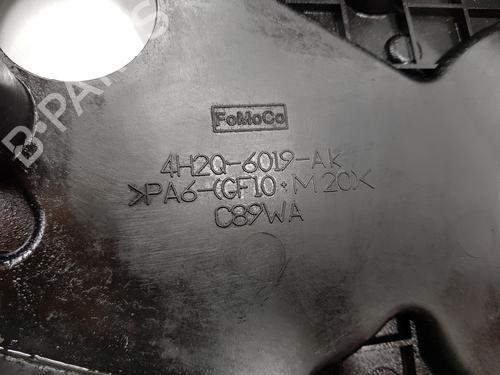 FoMoCo
4H2Q-6019-AK
>PA6-(GF10+M20)<
C89WA
B-PARTS